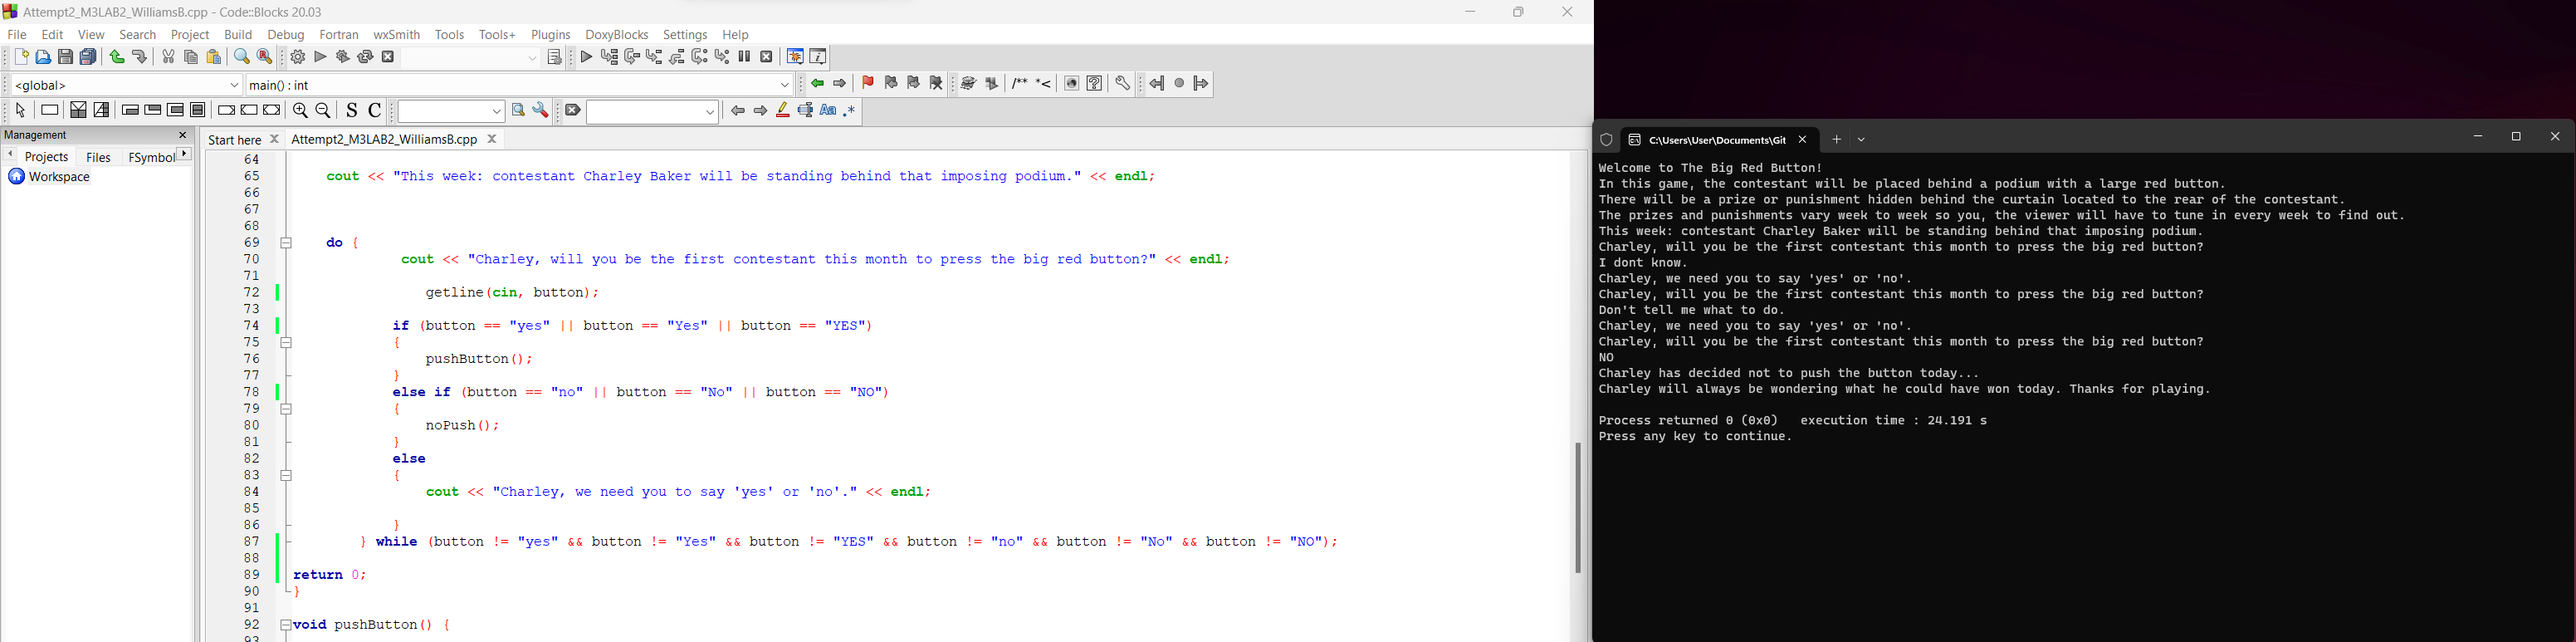 Attempt2_M3LAB2_WilliamsB.cpp - Code::Blocks 20.03
File Edit View Search Project Build Debug Fortran wxSmith Tools Tools+ Plugins DoxyBlocks Settings Help
<global>
main() : int
/** *<
S C
Aa .*
Management
Projects Files FSymbol
Workspace
Start here
Attempt2_M3LAB2_WilliamsB.cpp
64
65 cout << "This week: contestant Charley Baker will be standing behind that imposing podium." << endl;
66
67
68
69 do {
70 cout << "Charley, will you be the first contestant this month to press the big red button?" << endl;
71
72 getline(cin, button);
73
74 if (button == "yes" || button == "Yes" || button == "YES")
75 {
76 pushButton();
77 }
78 else if (button == "no" || button == "No" || button == "NO")
79 {
80 noPush();
81 }
82 else
83 {
84 cout << "Charley, we need you to say 'yes' or 'no'." << endl;
85
86 }
87 } while (button != "yes" && button != "Yes" && button != "YES" && button != "no" && button != "No" && button != "NO");
88
89 return 0;
90 }
91
92 void pushButton() {
93
C:\Users\User\Documents\Git
Welcome to The Big Red Button!
In this game, the contestant will be placed behind a podium with a large red button.
There will be a prize or punishment hidden behind the curtain located to the rear of the contestant.
The prizes and punishments vary week to week so you, the viewer will have to tune in every week to find out.
This week: contestant Charley Baker will be standing behind that imposing podium.
Charley, will you be the first contestant this month to press the big red button?
I dont know.
Charley, we need you to say 'yes' or 'no'.
Charley, will you be the first contestant this month to press the big red button?
Don't tell me what to do.
Charley, we need you to say 'yes' or 'no'.
Charley, will you be the first contestant this month to press the big red button?
NO
Charley has decided not to push the button today...
Charley will always be wondering what he could have won today. Thanks for playing.
Process returned 0 (0x0) execution time : 24.191 s
Press any key to continue.